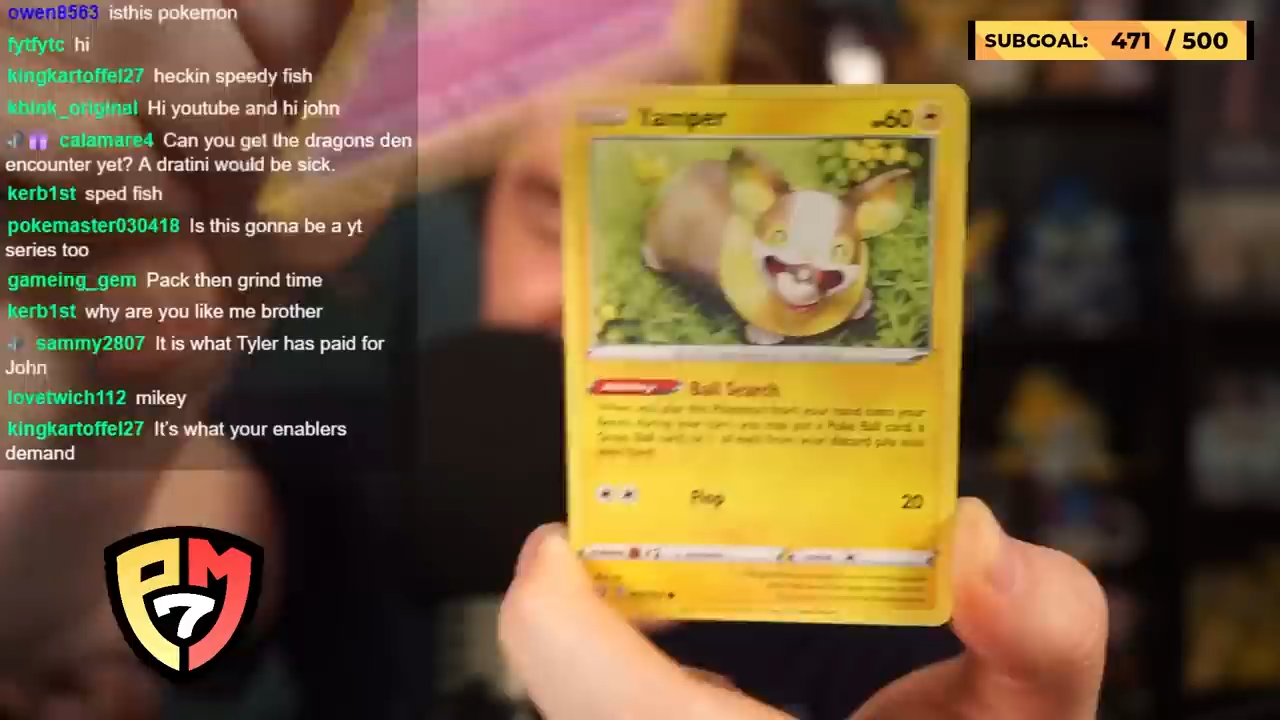 owen8563 isthis pokemon
fytfytc hi
kingkartoffel27 heckin speedy fish
kbink_original Hi youtube and hi john
calamare4 Can you get the dragons den
encounter yet? A dratini would be sick.
kerb1st sped fish
pokemaster030418 Is this gonna be a yt
series too
gameing_gem Pack then grind time
kerb1st why are you like me brother
sammy2807 It is what Tyler has paid for
John
lovetwich112 mikey
kingkartoffel27 It's what your enablers
demand
PM7
SUBGOAL: 471 / 500
Yamper 60
Ball Search
Flop 20